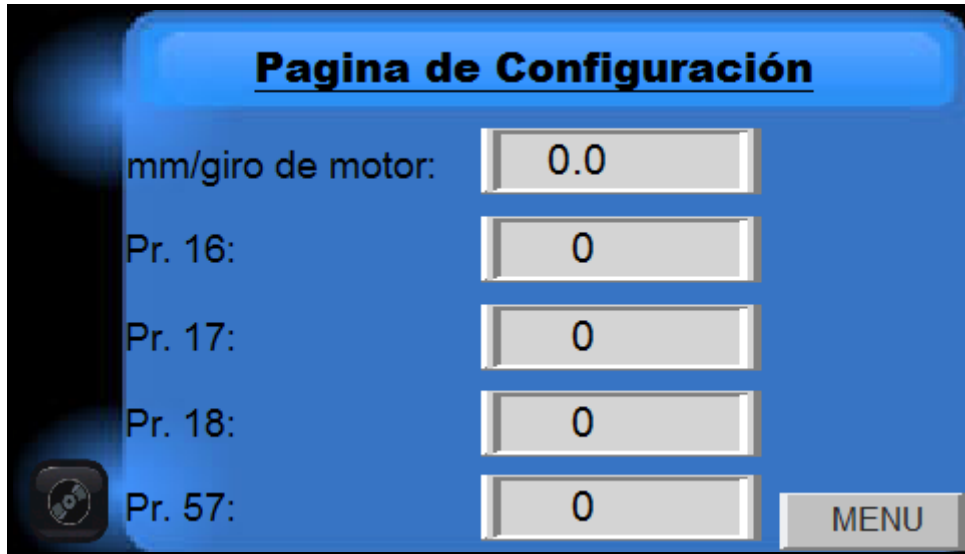 Pagina de Configuración
mm/giro de motor: 0.0
Pr. 16: 0
Pr. 17: 0
Pr. 18: 0
Pr. 57: 0
MENU